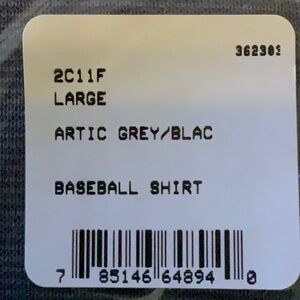 362303
2C11F
LARGE
ARTIC GREY/BLAC
BASEBALL SHIRT
7 85146 64894 0